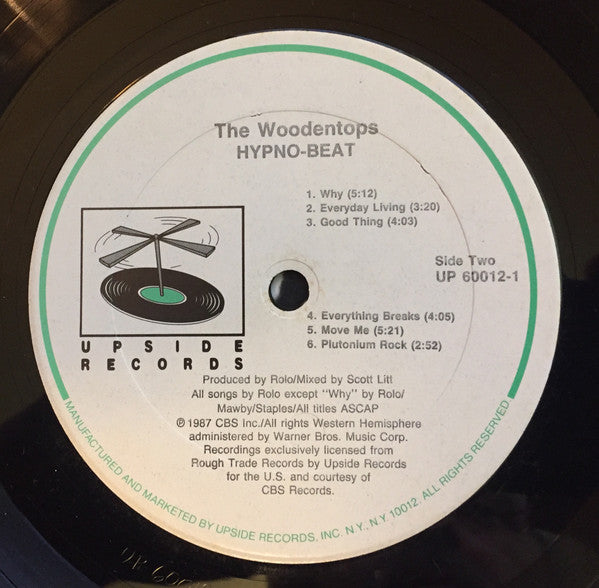 The Woodentops
HYPNO-BEAT
1. Why (5:12)
2. Everyday Living (3:20)
3. Good Thing (4:03)
Side Two
UP 60012-1
4. Everything Breaks (4:05)
5. Move Me (5:21)
6. Plutonium Rock (2:52)
UPSIDE
RECORDS
Produced by Rolo/Mixed by Scott Litt
All songs by Rolo except "Why" by Rolo/
Mawby/Staples/All titles ASCAP
℗ 1987 CBS Inc./All rights Western Hemisphere
administered by Warner Bros. Music Corp.
Recordings exclusively licensed from
Rough Trade Records by Upside Records
for the U.S. and courtesy of
CBS Records.
MANUFACTURED AND MARKETED BY UPSIDE RECORDS, INC. N.Y., N.Y. 10012. ALL RIGHTS RESERVED